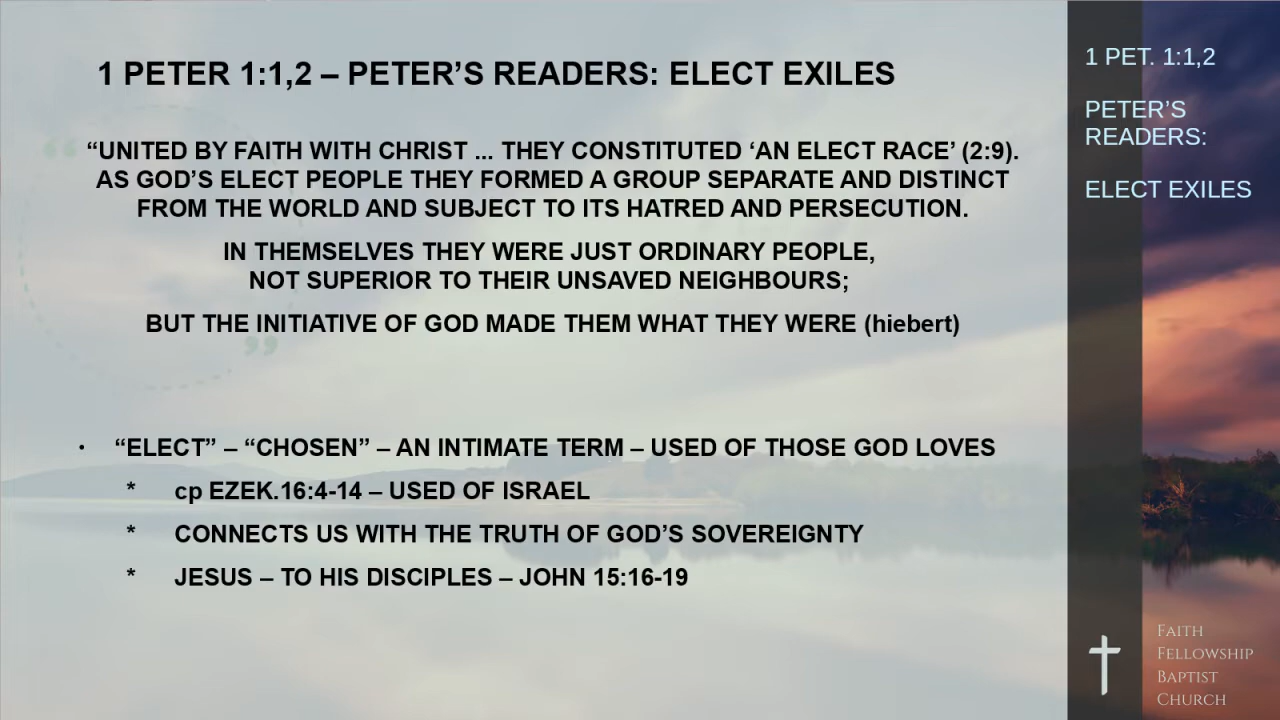 1 PETER 1:1,2 – PETER’S READERS: ELECT EXILES
“UNITED BY FAITH WITH CHRIST ... THEY CONSTITUTED ‘AN ELECT RACE’ (2:9).
AS GOD’S ELECT PEOPLE THEY FORMED A GROUP SEPARATE AND DISTINCT
FROM THE WORLD AND SUBJECT TO ITS HATRED AND PERSECUTION.
IN THEMSELVES THEY WERE JUST ORDINARY PEOPLE,
NOT SUPERIOR TO THEIR UNSAVED NEIGHBOURS;
BUT THE INITIATIVE OF GOD MADE THEM WHAT THEY WERE (hiebert)
• “ELECT” – “CHOSEN” – AN INTIMATE TERM – USED OF THOSE GOD LOVES
* cp EZEK.16:4-14 – USED OF ISRAEL
* CONNECTS US WITH THE TRUTH OF GOD’S SOVEREIGNTY
* JESUS – TO HIS DISCIPLES – JOHN 15:16-19
1 PET. 1:1,2
PETER’S
READERS:
ELECT EXILES
FAITH
FELLOWSHIP
BAPTIST
CHURCH